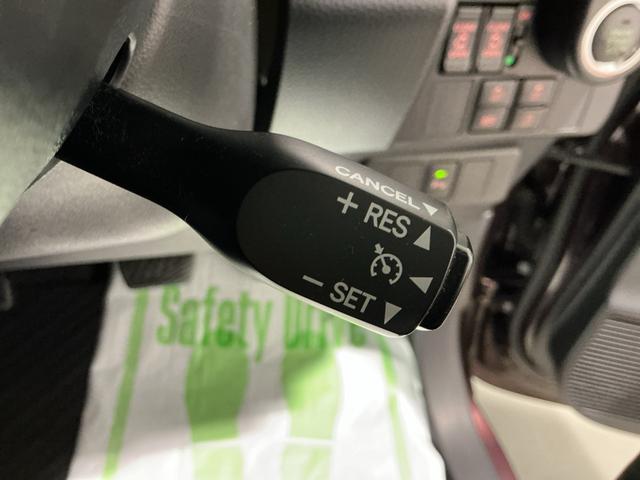 CANCEL▼
+ RES ▲
◀
− SET ▼
Safety Drive